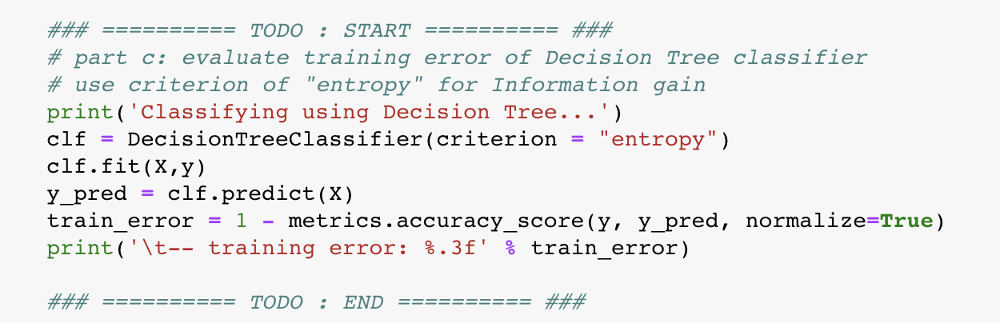 ### ========== TODO : START ========== ###
# part c: evaluate training error of Decision Tree classifier
# use criterion of "entropy" for Information gain
print('Classifying using Decision Tree...')
clf = DecisionTreeClassifier(criterion = "entropy")
clf.fit(X,y)
y_pred = clf.predict(X)
train_error = 1 - metrics.accuracy_score(y, y_pred, normalize=True)
print('\t-- training error: %.3f' % train_error)
### ========== TODO : END ========== ###